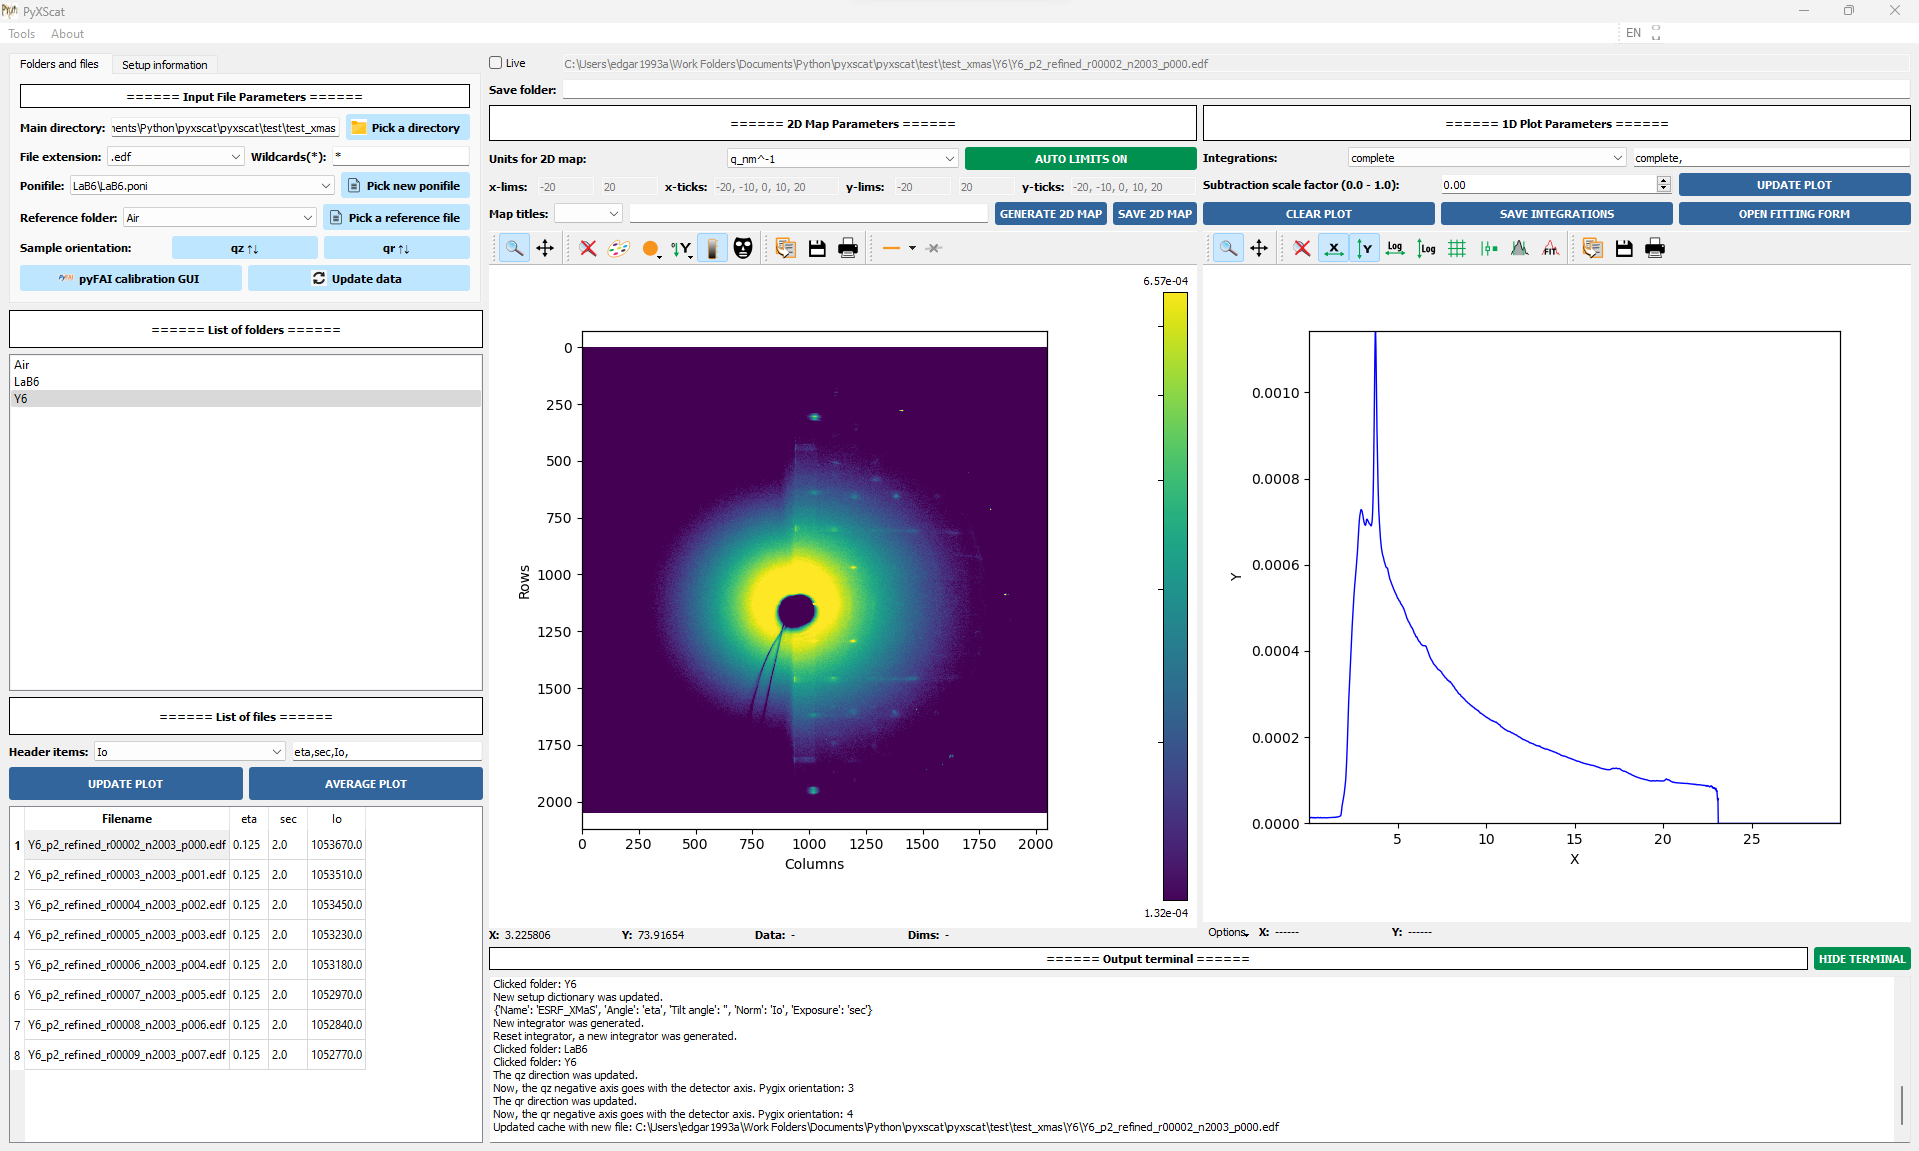 PyXScat
Tools About
EN
Folders and files Setup information
====== Input File Parameters ======
Main directory: nents\Python\pyxscat\pyxscat\test\test_xmas Pick a directory
File extension: .edf Wildcards(*): *
Ponifile: LaB6\LaB6.poni Pick new ponifile
Reference folder: Air Pick a reference file
Sample orientation: qz ↑↓ qr ↑↓
pyFAI calibration GUI Update data
====== List of folders ======
Air
LaB6
Y6
====== List of files ======
Header items: Io eta,sec,Io,
UPDATE PLOT AVERAGE PLOT
Filename eta sec Io
1 Y6_p2_refined_r00002_n2003_p000.edf 0.125 2.0 1053670.0
2 Y6_p2_refined_r00003_n2003_p001.edf 0.125 2.0 1053510.0
3 Y6_p2_refined_r00004_n2003_p002.edf 0.125 2.0 1053450.0
4 Y6_p2_refined_r00005_n2003_p003.edf 0.125 2.0 1053230.0
5 Y6_p2_refined_r00006_n2003_p004.edf 0.125 2.0 1053180.0
6 Y6_p2_refined_r00007_n2003_p005.edf 0.125 2.0 1052970.0
7 Y6_p2_refined_r00008_n2003_p006.edf 0.125 2.0 1052840.0
8 Y6_p2_refined_r00009_n2003_p007.edf 0.125 2.0 1052770.0
Live C:\Users\edgar1993a\Work Folders\Documents\Python\pyxscat\pyxscat\test\test_xmas\Y6\Y6_p2_refined_r00002_n2003_p000.edf
Save folder:
====== 2D Map Parameters ======
Units for 2D map: q_nm^-1 AUTO LIMITS ON
x-lims: -20 20 x-ticks: -20, -10, 0, 10, 20 y-lims: -20 20 y-ticks: -20, -10, 0, 10, 20
Map titles: GENERATE 2D MAP SAVE 2D MAP
6.57e-04
0
250
500
750
1000
1250
1500
1750
2000
Rows
0 250 500 750 1000 1250 1500 1750 2000
Columns
1.32e-04
X: 3.225806 Y: 73.91654 Data: - Dims: -
====== 1D Plot Parameters ======
Integrations: complete complete,
Subtraction scale factor (0.0 - 1.0): 0.00 UPDATE PLOT
CLEAR PLOT SAVE INTEGRATIONS OPEN FITTING FORM
X Y Log Log FIT
0.0010
0.0008
0.0006
0.0004
0.0002
0.0000
Y
5 10 15 20 25
X
Options X: ------ Y: ------
====== Output terminal ====== HIDE TERMINAL
Clicked folder: Y6
New setup dictionary was updated.
{'Name': 'ESRF_XMaS', 'Angle': 'eta', 'Tilt angle': '', 'Norm': 'Io', 'Exposure': 'sec'}
New integrator was generated.
Reset integrator, a new integrator was generated.
Clicked folder: LaB6
Clicked folder: Y6
The qz direction was updated.
Now, the qz negative axis goes with the detector axis. Pygix orientation: 3
The qr direction was updated.
Now, the qr negative axis goes with the detector axis. Pygix orientation: 4
Updated cache with new file: C:\Users\edgar1993a\Work Folders\Documents\Python\pyxscat\pyxscat\test\test_xmas\Y6\Y6_p2_refined_r00002_n2003_p000.edf